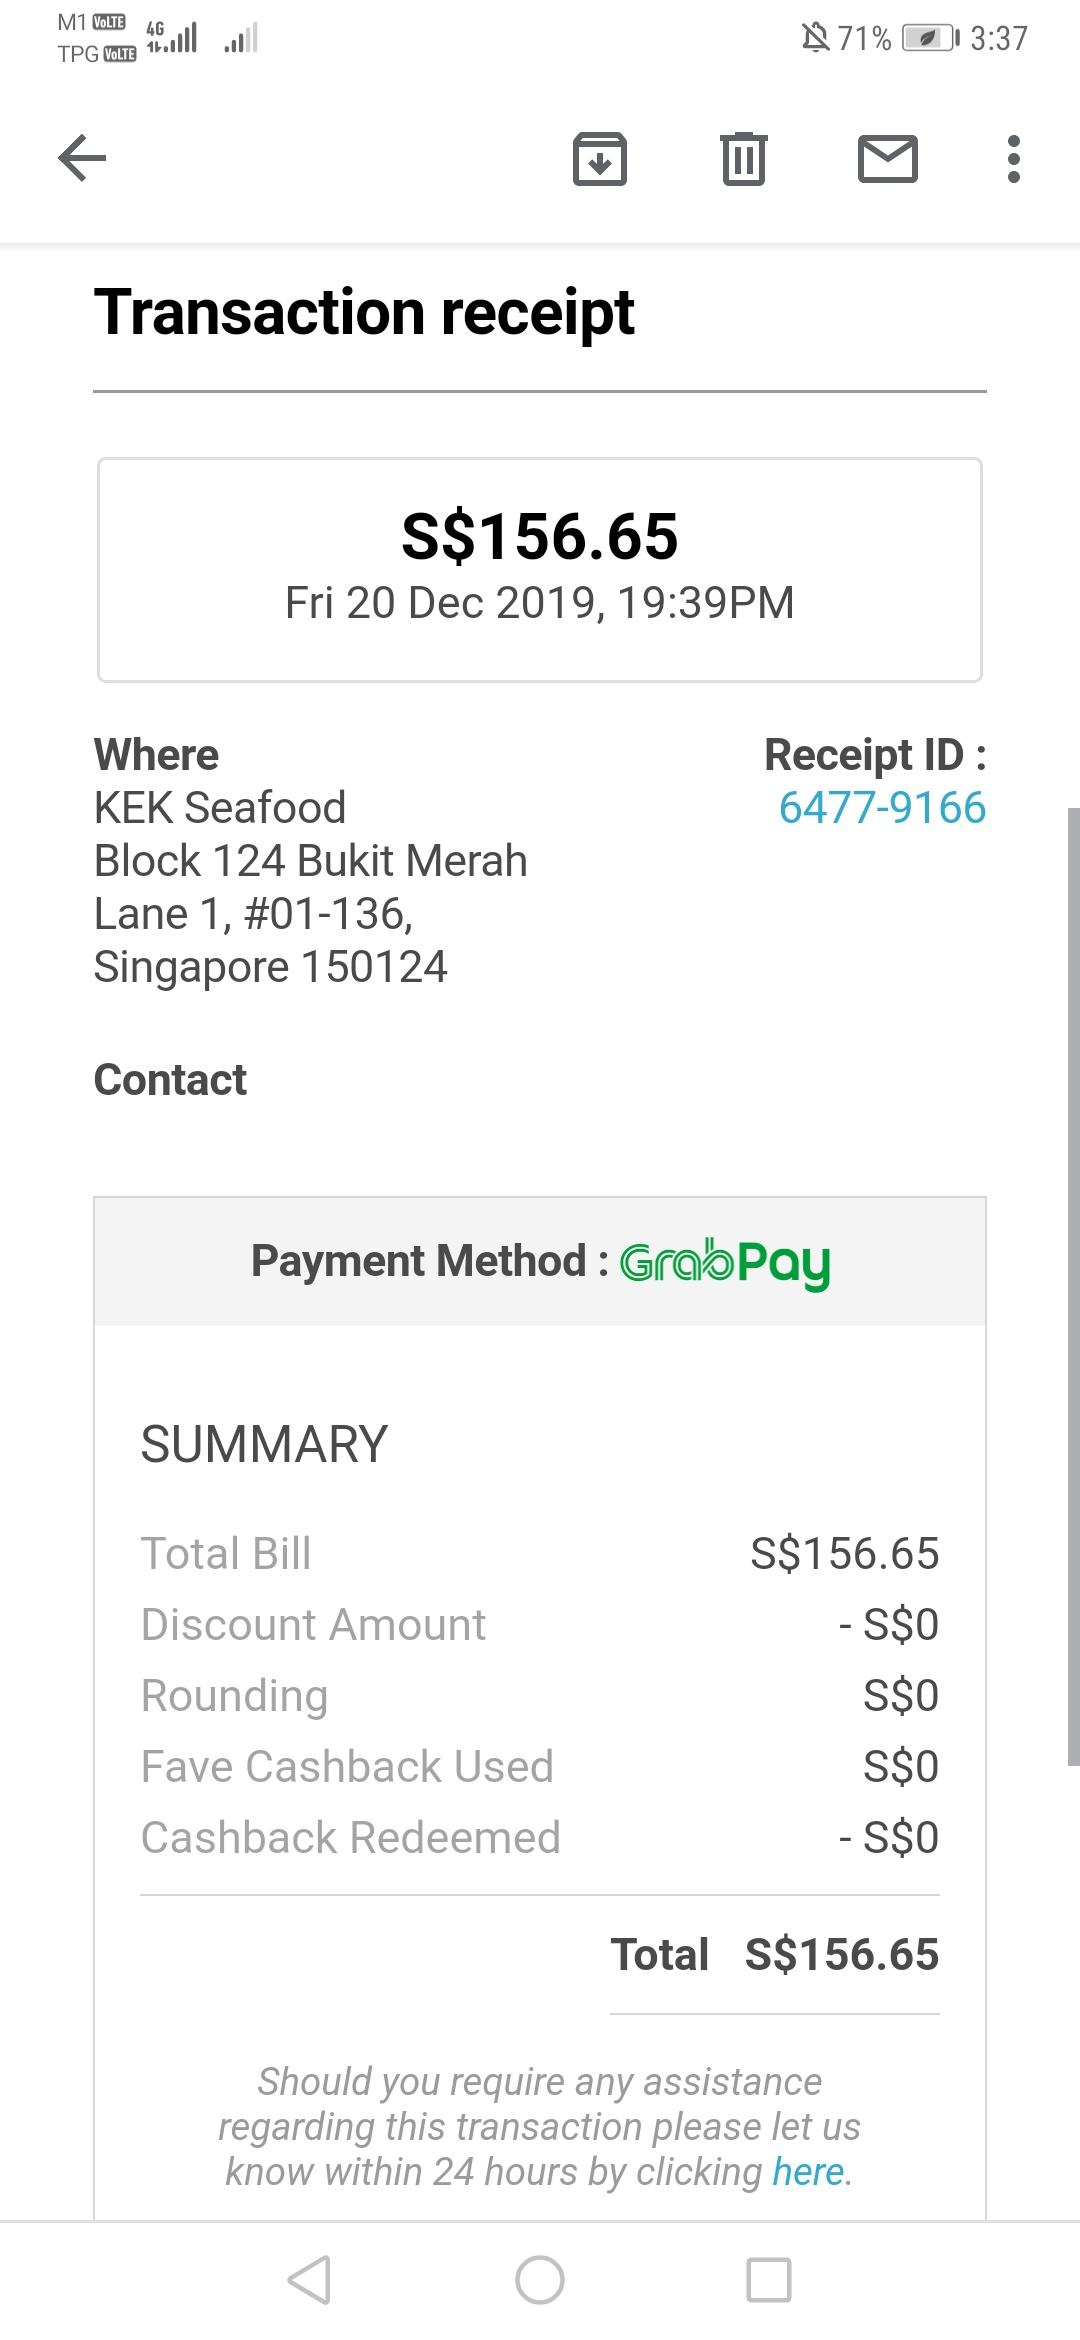 M1 VoLTE 4G 71% 3:37
TPG VoLTE
Transaction receipt
S$156.65
Fri 20 Dec 2019, 19:39PM
Where
KEK Seafood
Block 124 Bukit Merah
Lane 1, #01-136,
Singapore 150124
Receipt ID :
6477-9166
Contact
Payment Method : GrabPay
SUMMARY
Total Bill S$156.65
Discount Amount - S$0
Rounding S$0
Fave Cashback Used S$0
Cashback Redeemed - S$0
Total S$156.65
Should you require any assistance
regarding this transaction please let us
know within 24 hours by clicking here.